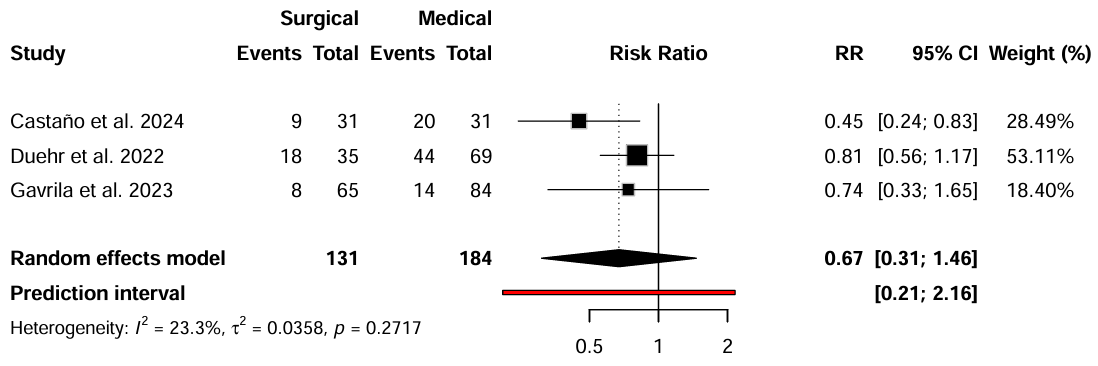 Surgical Medical
Study Events Total Events Total Risk Ratio RR 95% CI Weight (%)
Castaño et al. 2024 9 31 20 31 0.45 [0.24; 0.83] 28.49%
Duehr et al. 2022 18 35 44 69 0.81 [0.56; 1.17] 53.11%
Gavrila et al. 2023 8 65 14 84 0.74 [0.33; 1.65] 18.40%
Random effects model 131 184 0.67 [0.31; 1.46]
Prediction interval [0.21; 2.16]
Heterogeneity: I² = 23.3%, τ² = 0.0358, p = 0.2717
0.5 1 2